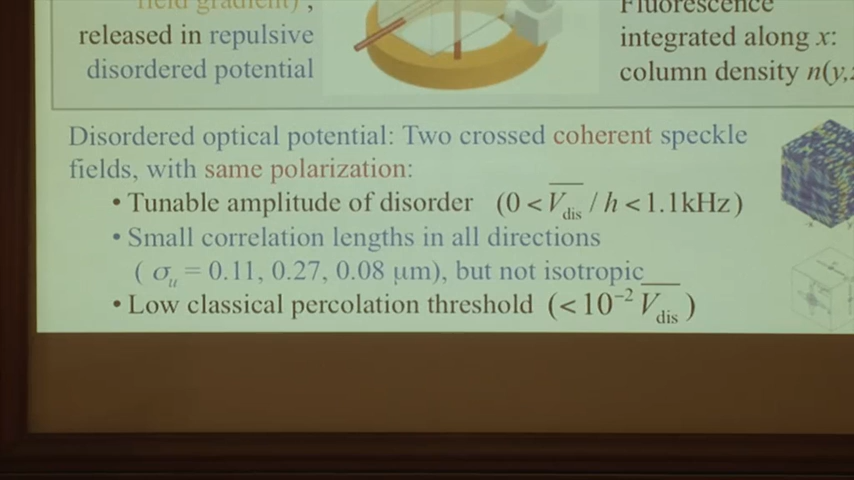 field gradient),
released in repulsive
disordered potential
Fluorescence
integrated along x:
column density n(y,
Disordered optical potential: Two crossed coherent speckle
fields, with same polarization:
• Tunable amplitude of disorder (0 < V̅dis / h < 1.1kHz)
• Small correlation lengths in all directions
( σu = 0.11, 0.27, 0.08 μm), but not isotropic
• Low classical percolation threshold (< 10⁻² V̅dis )